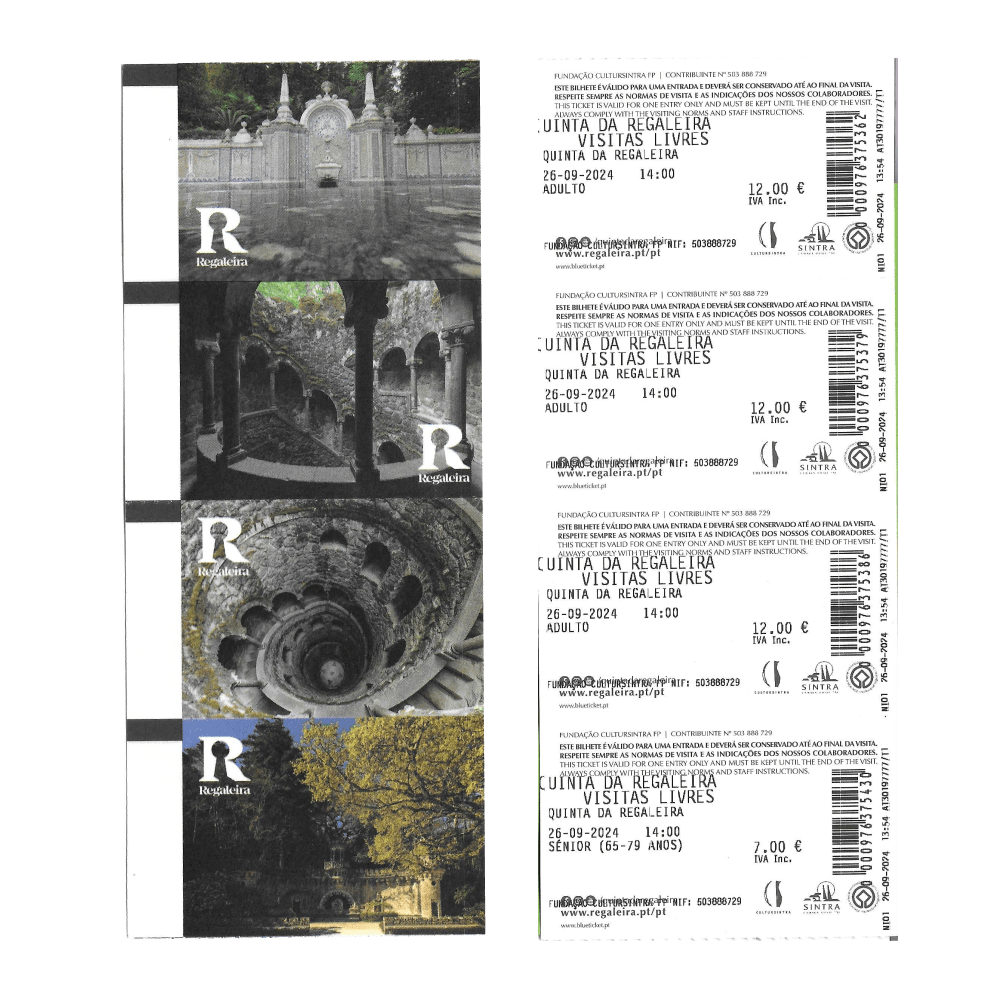 R
Regaleira
R
Regaleira
R
Regaleira
R
Regaleira
FUNDAÇÃO CULTURSINTRA FP | CONTRIBUINTE Nº 503 888 729
ESTE BILHETE É VÁLIDO PARA UMA ENTRADA E DEVERÁ SER CONSERVADO ATÉ AO FINAL DA VISITA.
RESPEITE SEMPRE AS NORMAS DE VISITA E AS INDICAÇÕES DOS NOSSOS COLABORADORES.
THIS TICKET IS VALID FOR ONE ENTRY ONLY AND MUST BE KEPT UNTIL THE END OF THE VISIT.
ALWAYS COMPLY WITH THE VISITING NORMS AND STAFF INSTRUCTIONS.
UINTA DA REGALEIRA
VISITAS LIVRES
QUINTA DA REGALEIRA
26-09-2024 14:00
ADULTO
12.00 €
IVA Inc.
FUNDAÇÃO CULTURSINTRA FP NIF: 503888729
www.regaleira.pt/pt
www.blueticket.pt
CULTURSINTRA
SINTRA
0000976375362
NI01 26-09-2024 13:54 AT30197777/11
FUNDAÇÃO CULTURSINTRA FP | CONTRIBUINTE Nº 503 888 729
ESTE BILHETE É VÁLIDO PARA UMA ENTRADA E DEVERÁ SER CONSERVADO ATÉ AO FINAL DA VISITA.
RESPEITE SEMPRE AS NORMAS DE VISITA E AS INDICAÇÕES DOS NOSSOS COLABORADORES.
THIS TICKET IS VALID FOR ONE ENTRY ONLY AND MUST BE KEPT UNTIL THE END OF THE VISIT.
ALWAYS COMPLY WITH THE VISITING NORMS AND STAFF INSTRUCTIONS.
UINTA DA REGALEIRA
VISITAS LIVRES
QUINTA DA REGALEIRA
26-09-2024 14:00
ADULTO
12.00 €
IVA Inc.
FUNDAÇÃO CULTURSINTRA FP NIF: 503888729
www.regaleira.pt/pt
www.blueticket.pt
CULTURSINTRA
SINTRA
0000976375379
NI01 26-09-2024 13:54 AT30197777/11
FUNDAÇÃO CULTURSINTRA FP | CONTRIBUINTE Nº 503 888 729
ESTE BILHETE É VÁLIDO PARA UMA ENTRADA E DEVERÁ SER CONSERVADO ATÉ AO FINAL DA VISITA.
RESPEITE SEMPRE AS NORMAS DE VISITA E AS INDICAÇÕES DOS NOSSOS COLABORADORES.
THIS TICKET IS VALID FOR ONE ENTRY ONLY AND MUST BE KEPT UNTIL THE END OF THE VISIT.
ALWAYS COMPLY WITH THE VISITING NORMS AND STAFF INSTRUCTIONS.
QUINTA DA REGALEIRA
VISITAS LIVRES
QUINTA DA REGALEIRA
26-09-2024 14:00
ADULTO
12.00 €
IVA Inc.
FUNDAÇÃO CULTURSINTRA FP NIF: 503888729
www.regaleira.pt/pt
www.blueticket.pt
CULTURSINTRA
SINTRA
0000976375386
NI01 26-09-2024 13:54 AT30197777/11
FUNDAÇÃO CULTURSINTRA FP | CONTRIBUINTE Nº 503 888 729
ESTE BILHETE É VÁLIDO PARA UMA ENTRADA E DEVERÁ SER CONSERVADO ATÉ AO FINAL DA VISITA.
RESPEITE SEMPRE AS NORMAS DE VISITA E AS INDICAÇÕES DOS NOSSOS COLABORADORES.
THIS TICKET IS VALID FOR ONE ENTRY ONLY AND MUST BE KEPT UNTIL THE END OF THE VISIT.
ALWAYS COMPLY WITH THE VISITING NORMS AND STAFF INSTRUCTIONS.
QUINTA DA REGALEIRA
VISITAS LIVRES
QUINTA DA REGALEIRA
26-09-2024 14:00
SÉNIOR (65-79 ANOS)
7.00 €
IVA Inc.
FUNDAÇÃO CULTURSINTRA FP NIF: 503888729
www.regaleira.pt/pt
www.blueticket.pt
CULTURSINTRA
SINTRA
0000976375430
NI01 26-09-2024 13:54 AT30197777/11